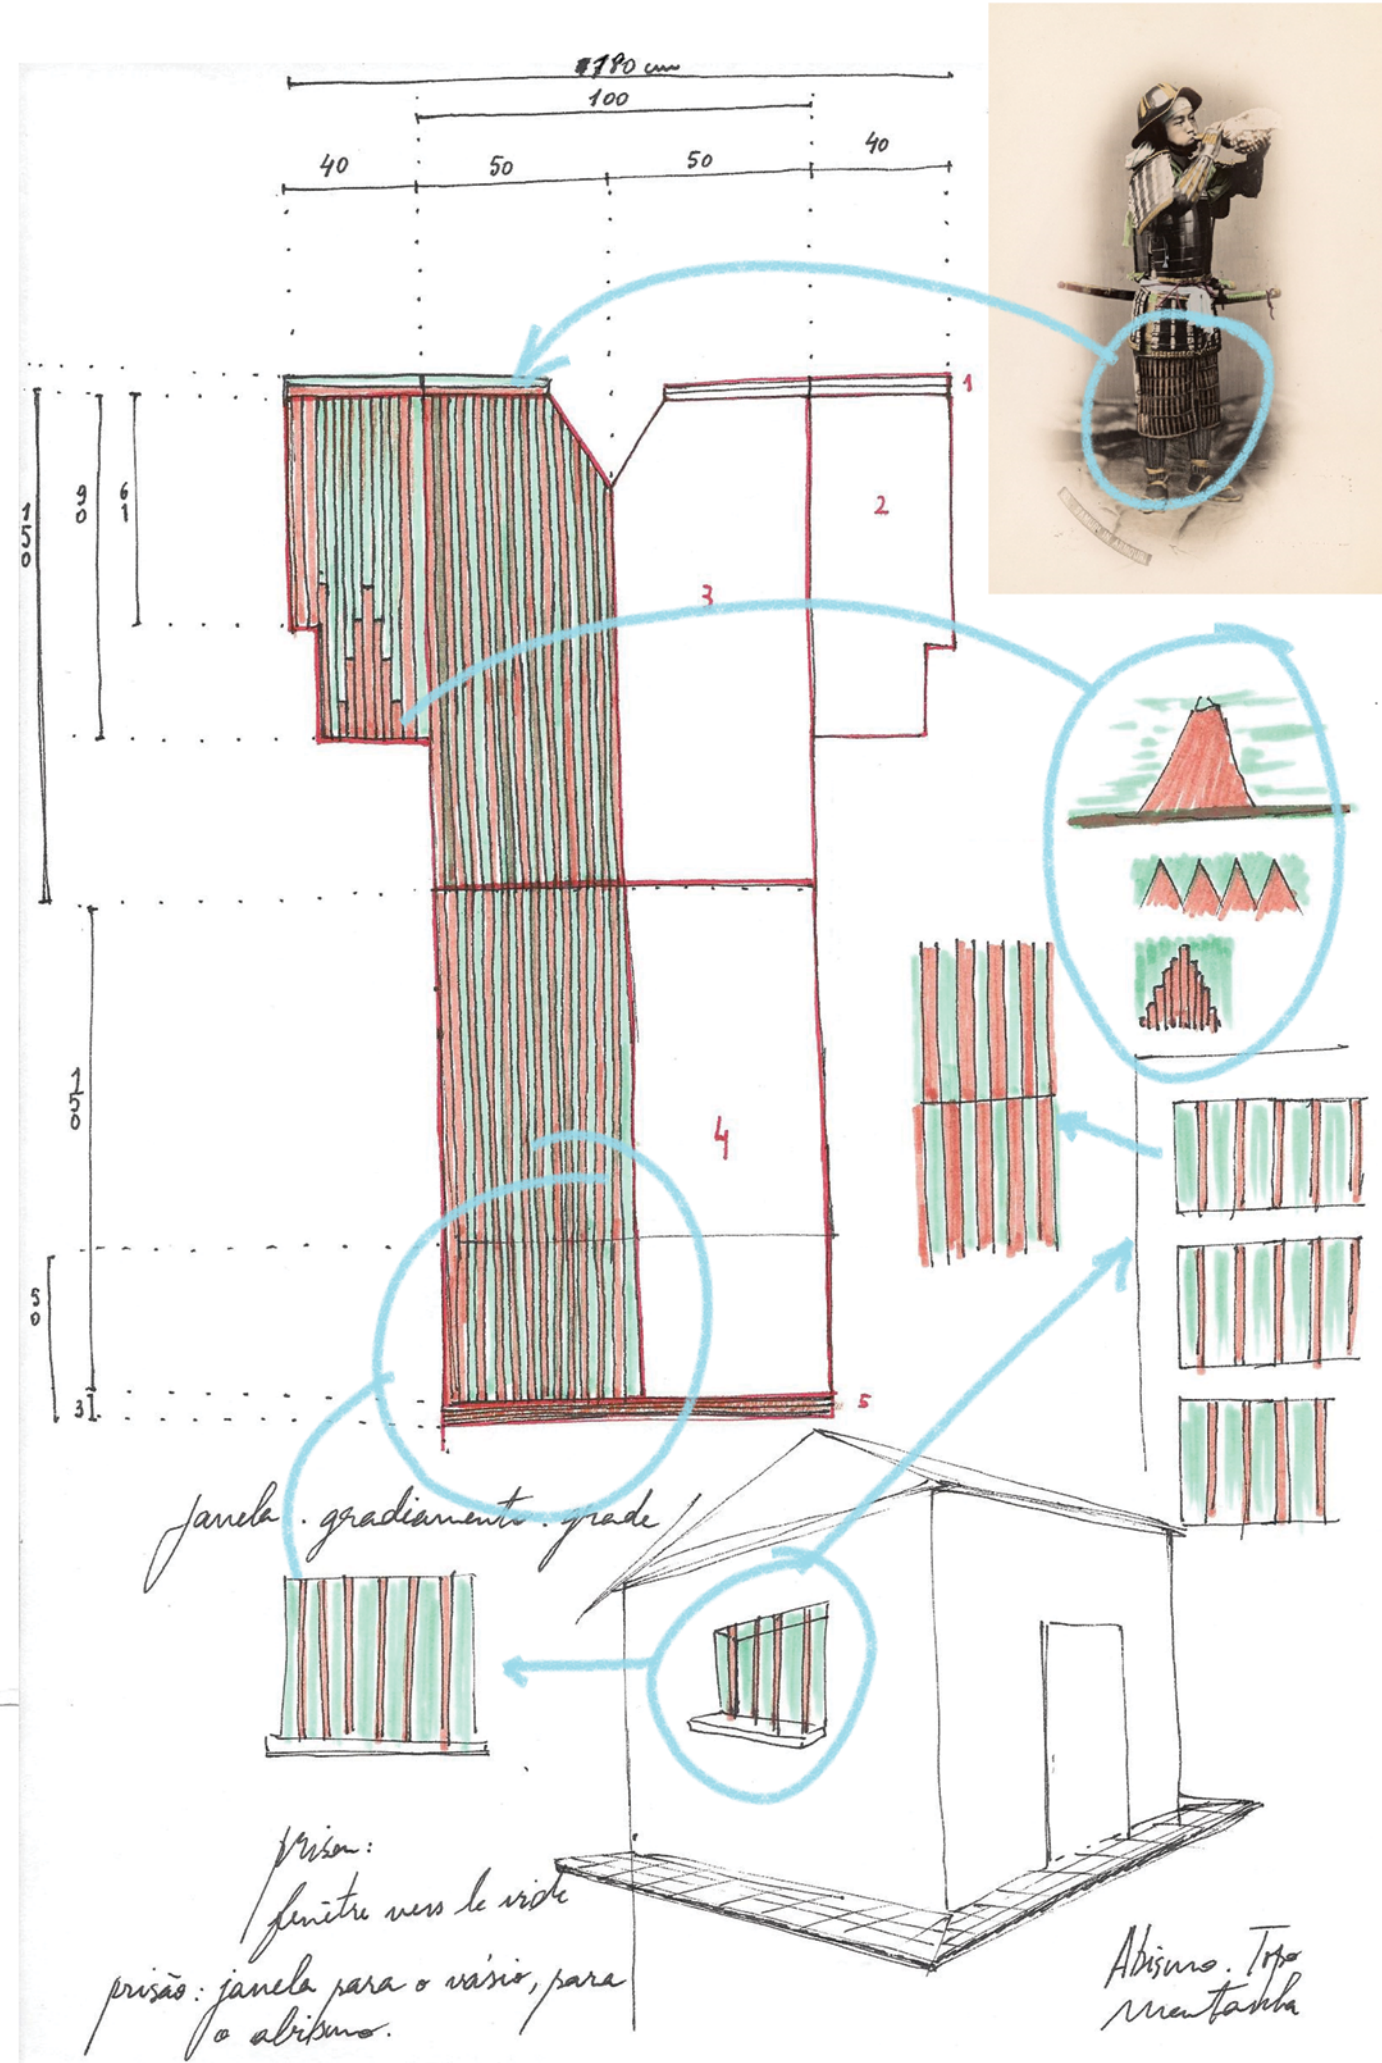 180 cm
100
40
50
50
40
1
150
90
61
2
3
150
4
50
3
5
janela . gradiamento . grade
prison :
fenêtre vers le vide
prisão : janela para o vásio, para
o abismo.
Abismo. Topo
montanha